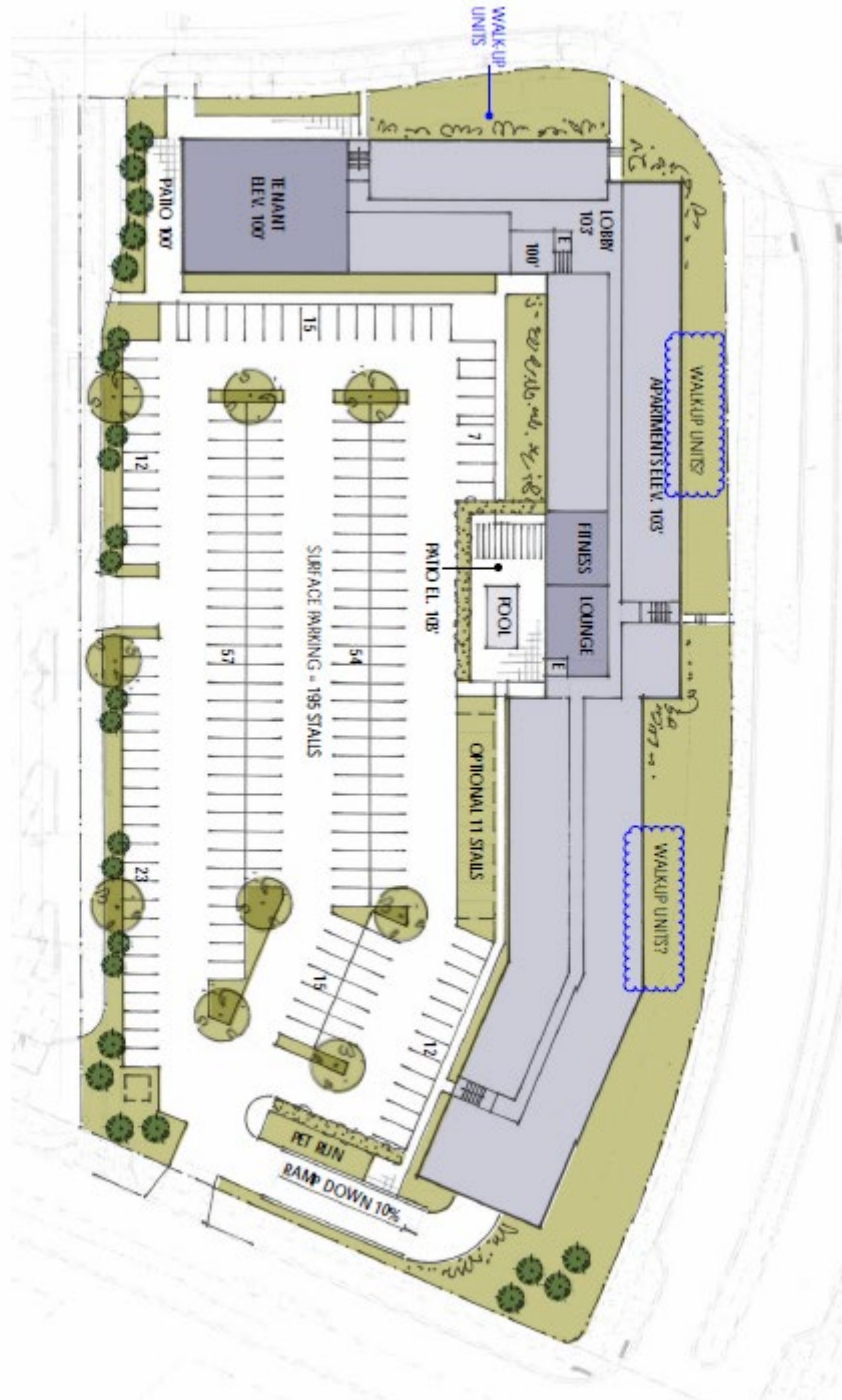 WALK-UP
UNITS
TENANT
ELEV. 100'
PATIO 100'
LOBBY
103'
E
100'
15
WALKUP UNITS?
APARTMENTS ELEV. 103'
7
12
FITNESS
LOUNGE
POOL
E
PATIO EL. 103'
SURFACE PARKING = 195 STALLS
54
57
OPTIONAL 11 STALLS
WALKUP UNITS?
23
15
12
PET RUN
RAMP DOWN 10%